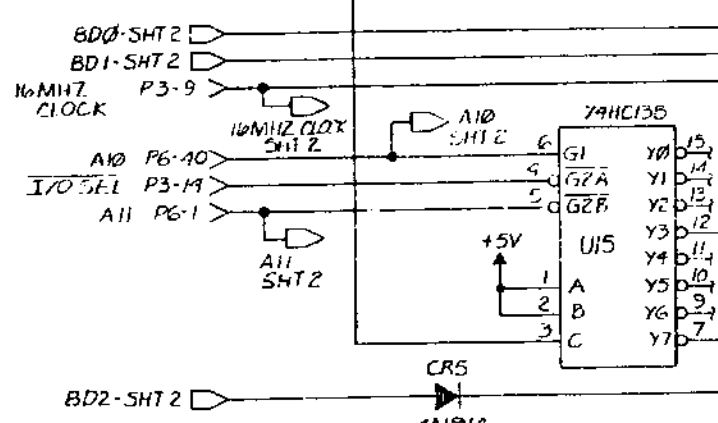 BDØ-SHT 2
BD1-SHT 2
16MHZ CLOCK
P3-9
16MHZ CLOCK SHT 2
A1Ø SHT 2
74HC138
A1Ø P6-40
I/O SEL P3-14
A11 P6-1
A11 SHT 2
+5V
6 G1
4 G2A
5 G2B
U15
1 A
2 B
3 C
YØ 15
Y1 14
Y2 13
Y3 12
Y4 11
Y5 10
Y6 9
Y7 7
CR5
BD2-SHT 2